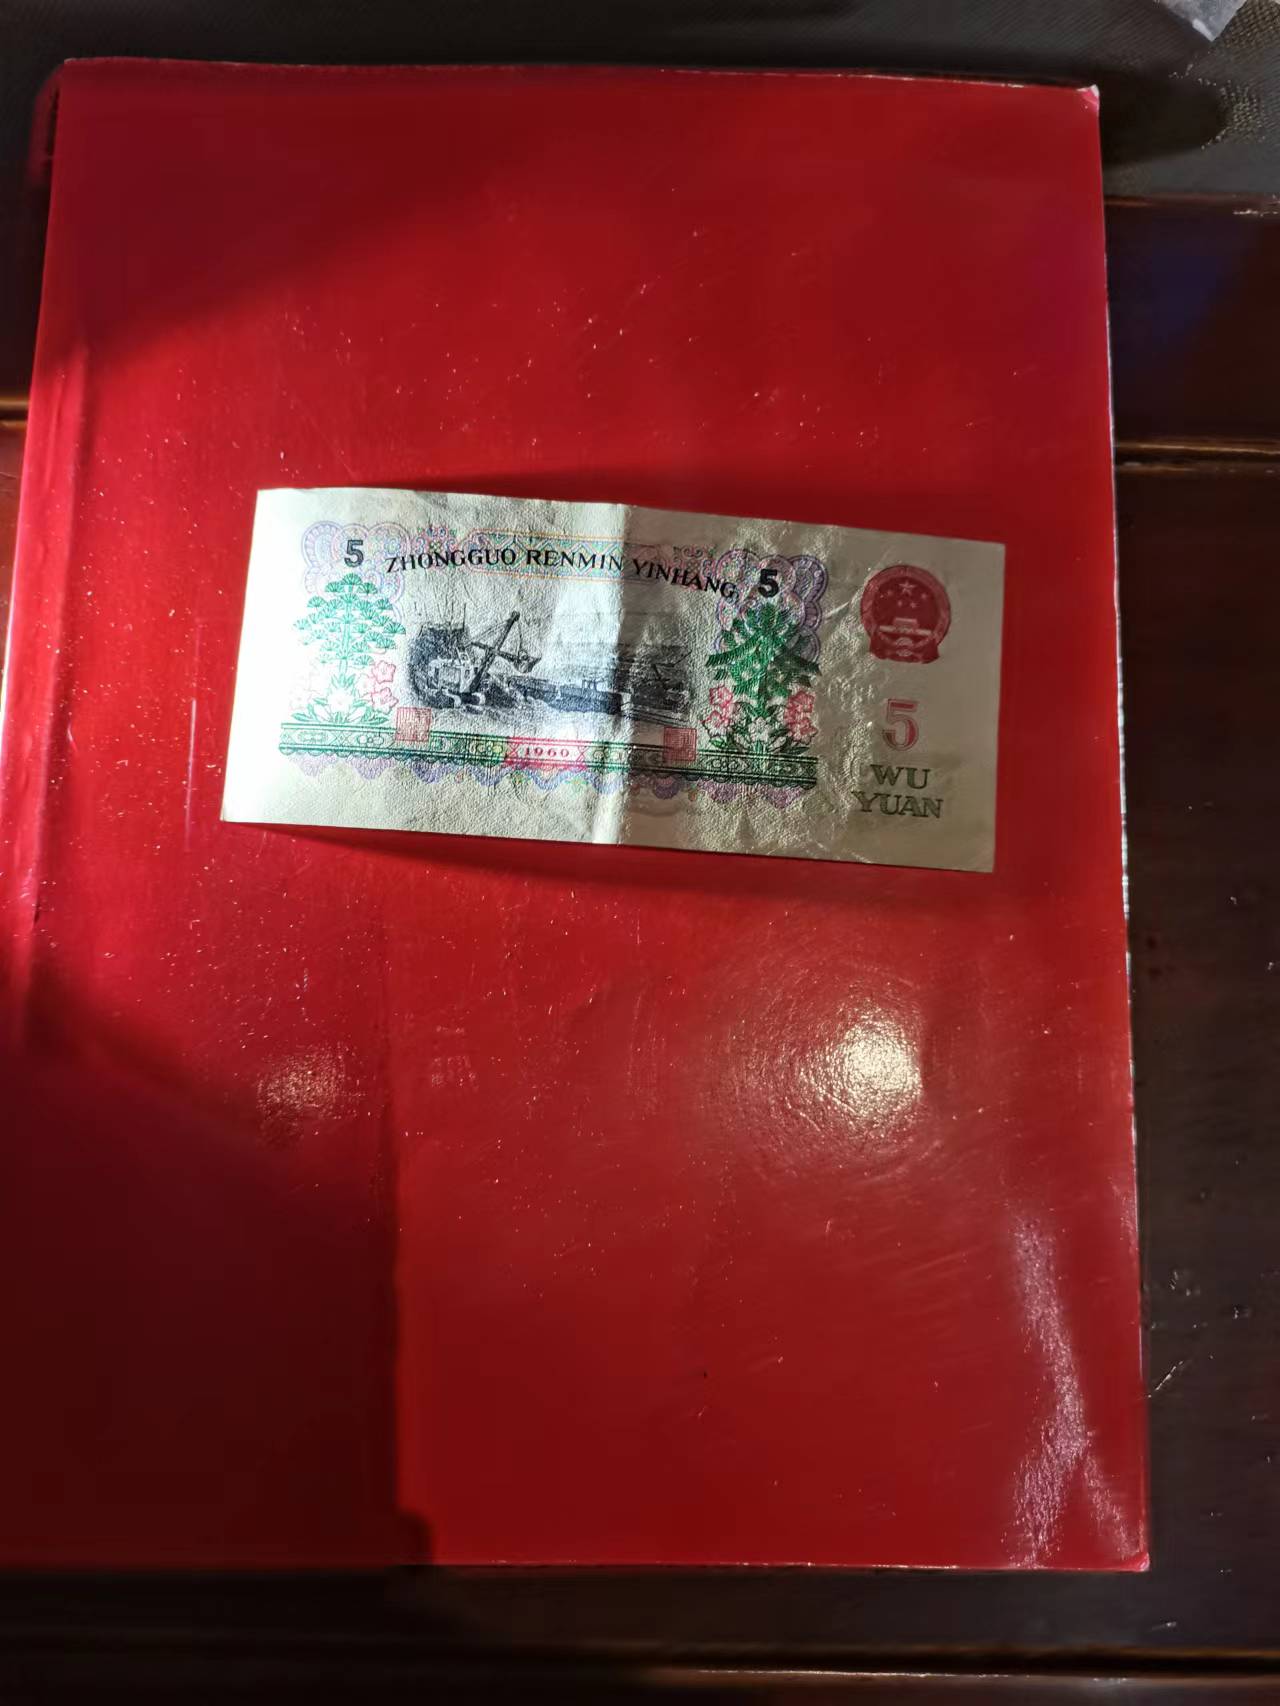 5 ZHONGGUO RENMIN YINHANG 5
1960
5
WU
YUAN